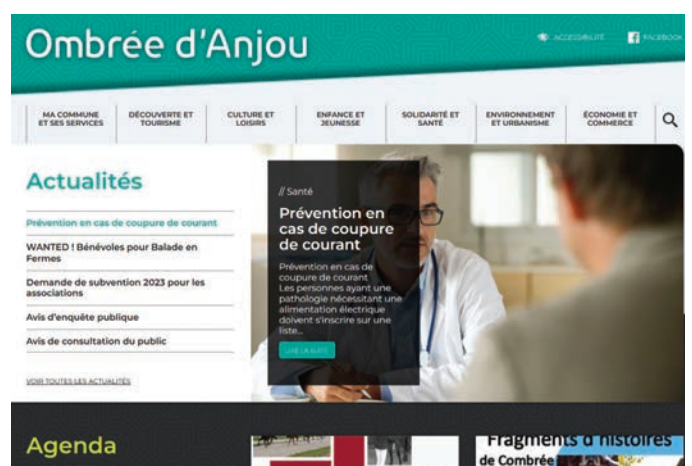 Ombrée d'Anjou
ACCESSIBILITÉ
FACEBOOK
MA COMMUNE
ET SES SERVICES
DÉCOUVERTE ET
TOURISME
CULTURE ET
LOISIRS
ENFANCE ET
JEUNESSE
SOLIDARITÉ ET
SANTÉ
ENVIRONNEMENT
ET URBANISME
ÉCONOMIE ET
COMMERCE
Actualités
Prévention en cas de coupure de courant
WANTED ! Bénévoles pour Balade en
Fermes
Demande de subvention 2023 pour les
associations
Avis d'enquête publique
Avis de consultation du public
VOIR TOUTES LES ACTUALITÉS
// Santé
Prévention en
cas de coupure
de courant
Prévention en cas de
coupure de courant
Les personnes ayant une
pathologie nécessitant une
alimentation électrique
doivent s'inscrire sur une
liste...
LIRE LA SUITE
Agenda
Fragments d'histoires
de Combrée